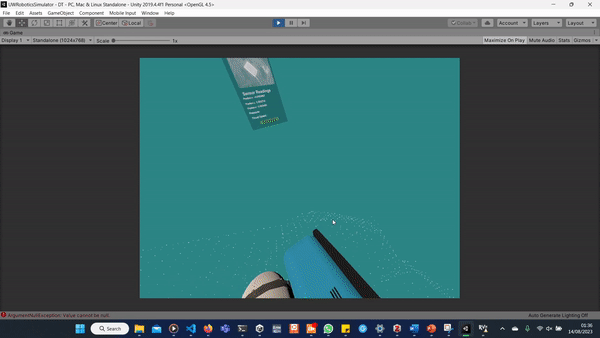 UWRoboticsSimulator - DT - PC, Mac & Linux Standalone - Unity 2019.4.4f1 Personal <OpenGL 4.5>
File Edit Assets GameObject Component Mobile Input Window Help
Center Local Collab Account Layers Layout
Game
Display 1 Standalone (1024x768) Scale 1x Maximize On Play Mute Audio Stats Gizmos
Sensor Readings
ArgumentNullException: Value cannot be null.
Auto Generate Lighting Off
Search
01:36
14/08/2023